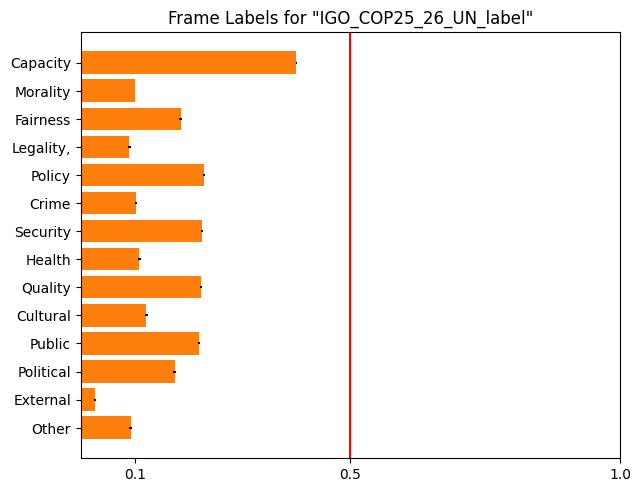 Frame Labels for "IGO_COP25_26_UN_label"
Capacity
Morality
Fairness
Legality,
Policy
Crime
Security
Health
Quality
Cultural
Public
Political
External
Other
0.1 0.5 1.0